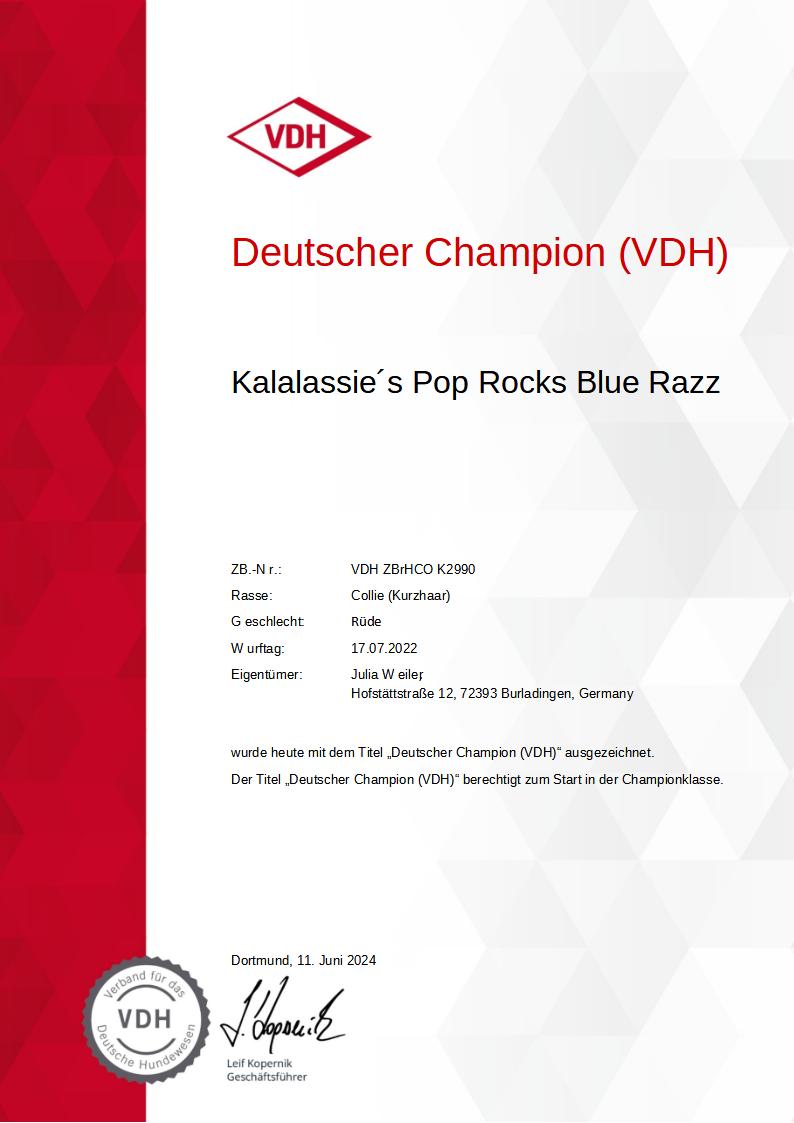 VDH
Deutscher Champion (VDH)
Kalalassie´s Pop Rocks Blue Razz
ZB.-N r.: VDH ZBrHCO K2990
Rasse: Collie (Kurzhaar)
G eschlecht: Rüde
W urftag: 17.07.2022
Eigentümer: Julia W eiler,
Hofstättstraße 12, 72393 Burladingen, Germany
wurde heute mit dem Titel „Deutscher Champion (VDH)“ ausgezeichnet.
Der Titel „Deutscher Champion (VDH)“ berechtigt zum Start in der Championklasse.
Dortmund, 11. Juni 2024
Verband für das
VDH
Deutsche Hundewesen
L. Kopernik
Leif Kopernik
Geschäftsführer